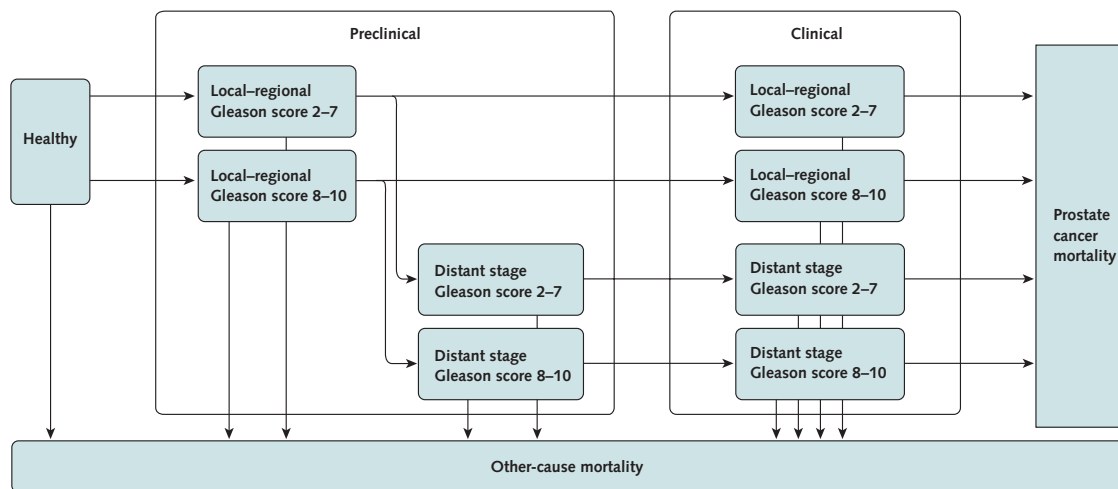 Preclinical
Clinical
Healthy
Local–regional
Gleason score 2–7
Local–regional
Gleason score 8–10
Distant stage
Gleason score 2–7
Distant stage
Gleason score 8–10
Local–regional
Gleason score 2–7
Local–regional
Gleason score 8–10
Distant stage
Gleason score 2–7
Distant stage
Gleason score 8–10
Prostate
cancer
mortality
Other-cause mortality